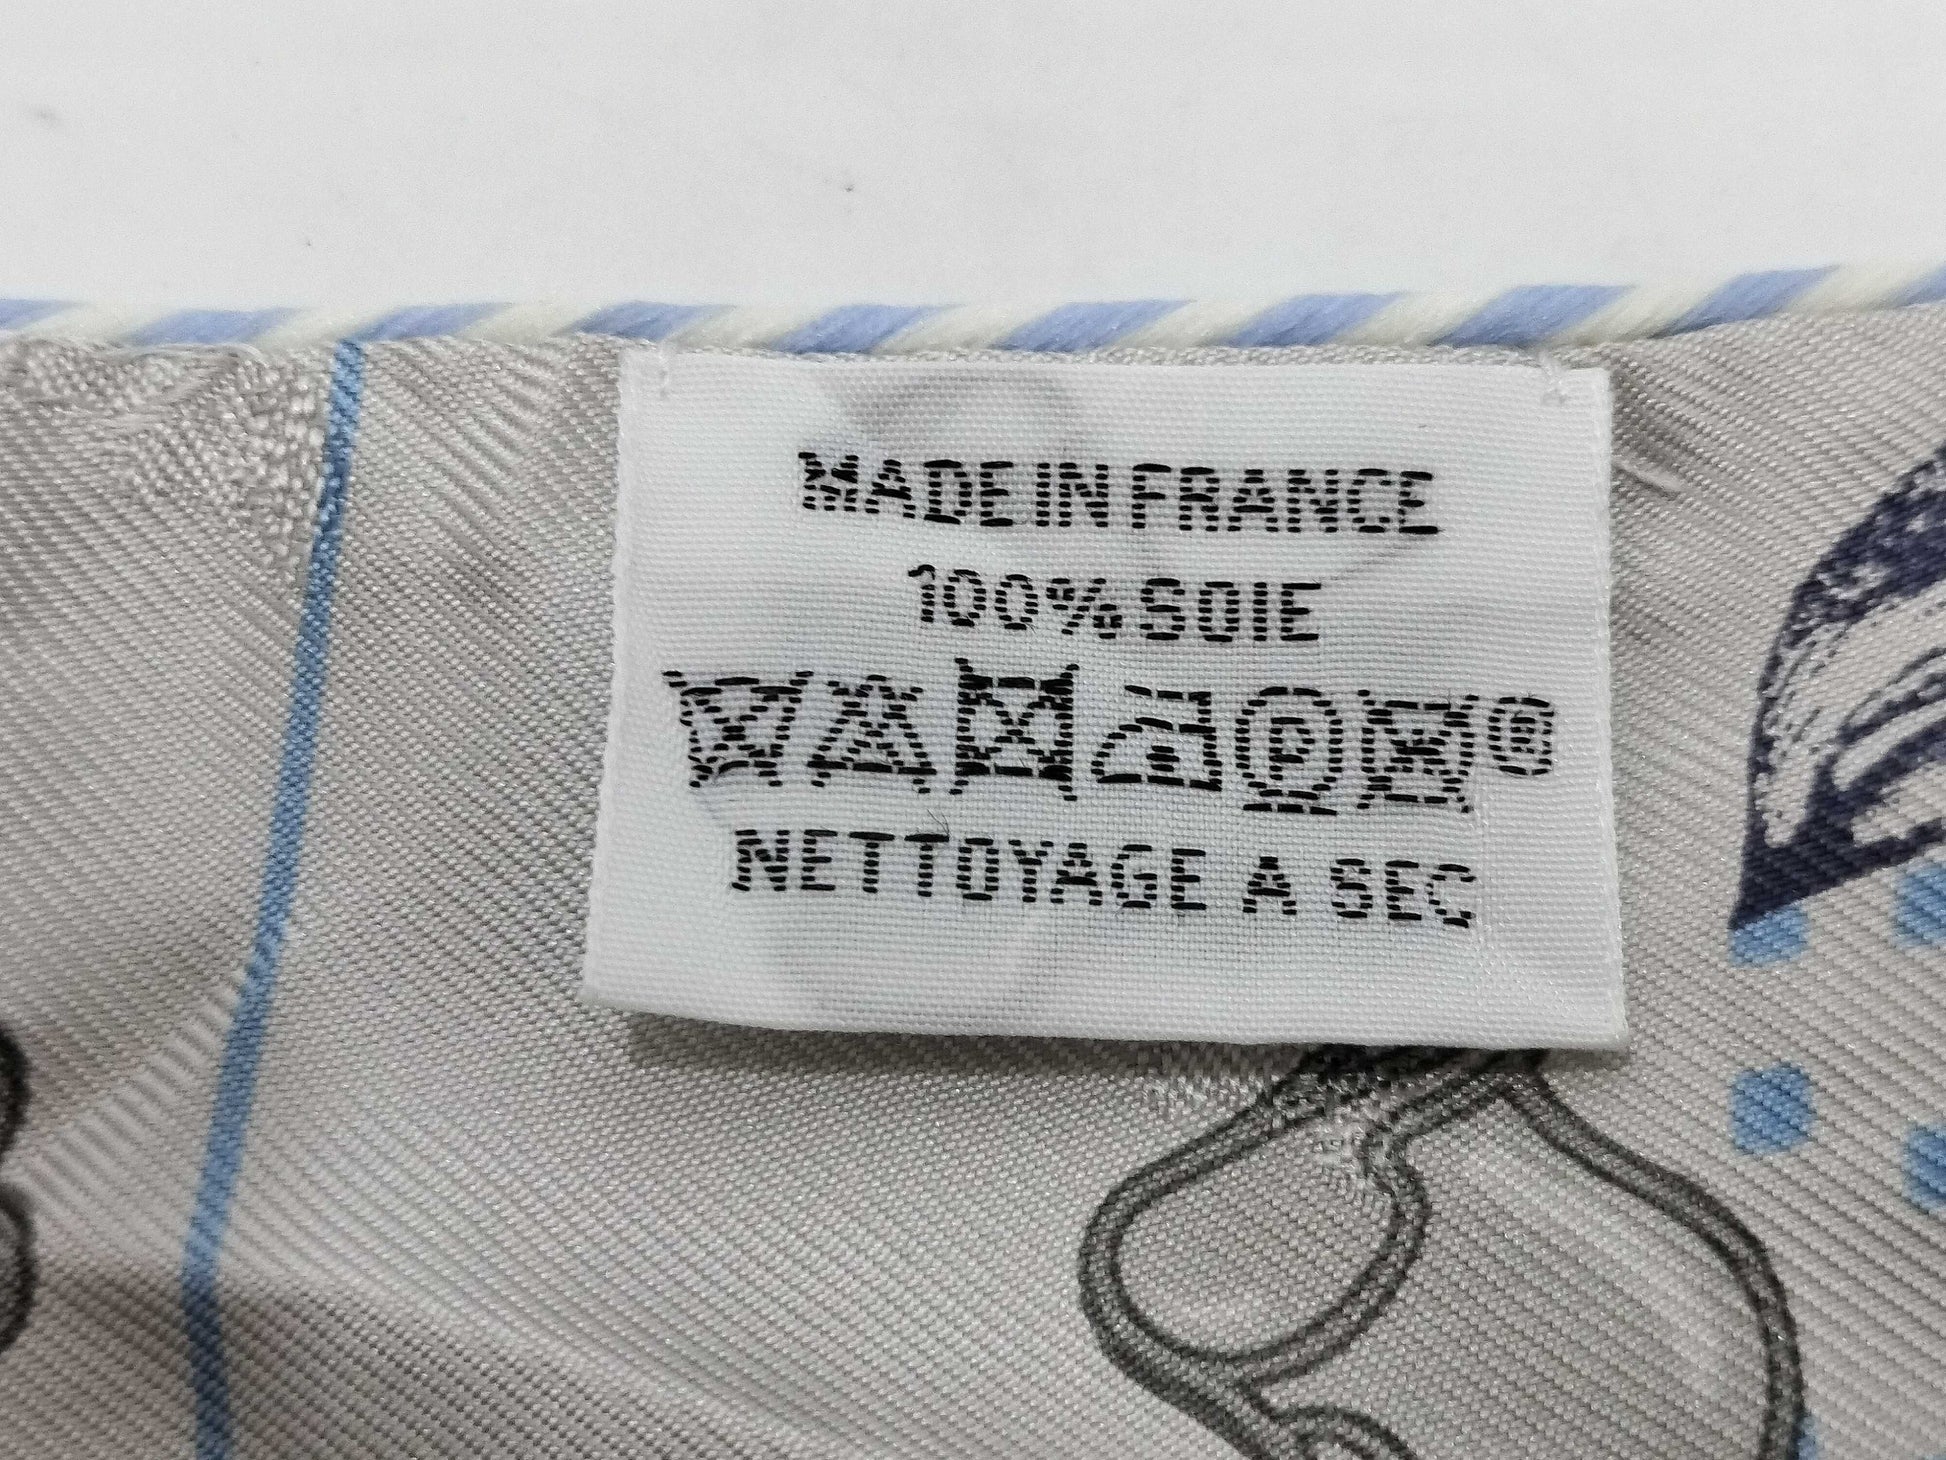 MADE IN FRANCE
100% SOIE
P ®
NETTOYAGE A SEC